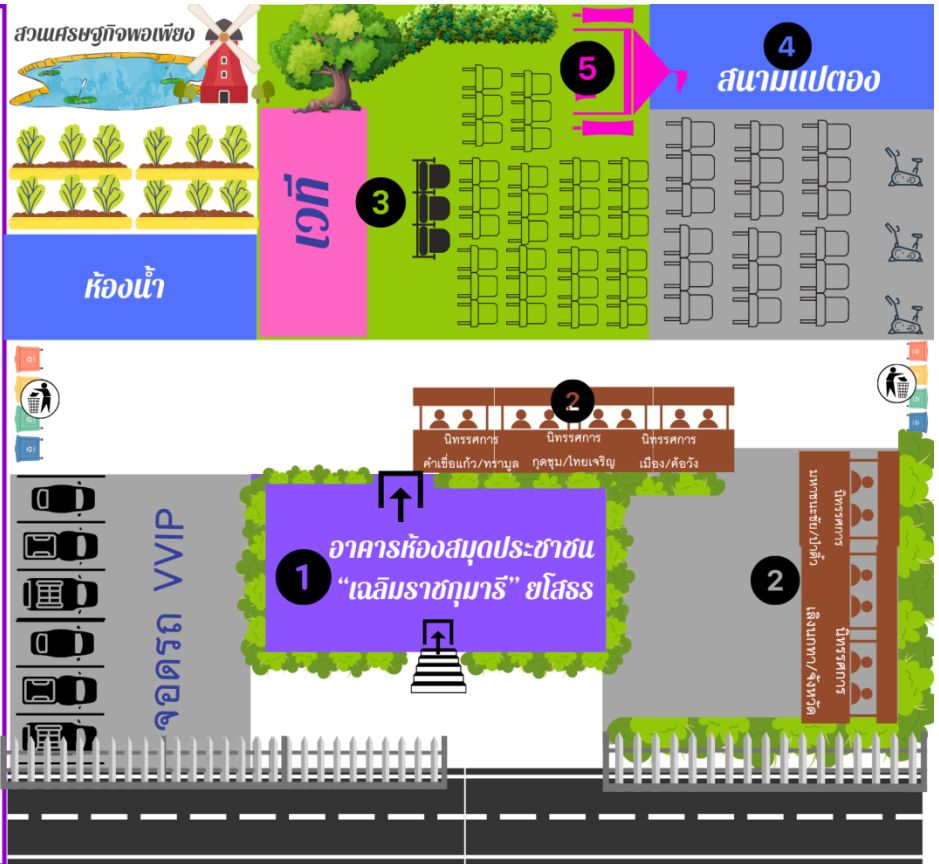 สวนเศรษฐกิจพอเพียง
4
5
สนามเปตอง
เวที
3
ห้องน้ำ
2
นิทรรศการ นิทรรศการ นิทรรศการ
คำเขื่อนแก้ว/ทรายมูล กุดชุม/ไทยเจริญ เมือง/ค้อวัง
จอดรถ VVIP
1
อาคารห้องสมุดประชาชน
“เฉลิมราชกุมารี” ยโสธร
2
นิทรรศการ
มหาชนะชัย/ป่าติ้ว
นิทรรศการ
เลิงนกทา/จังหวัด